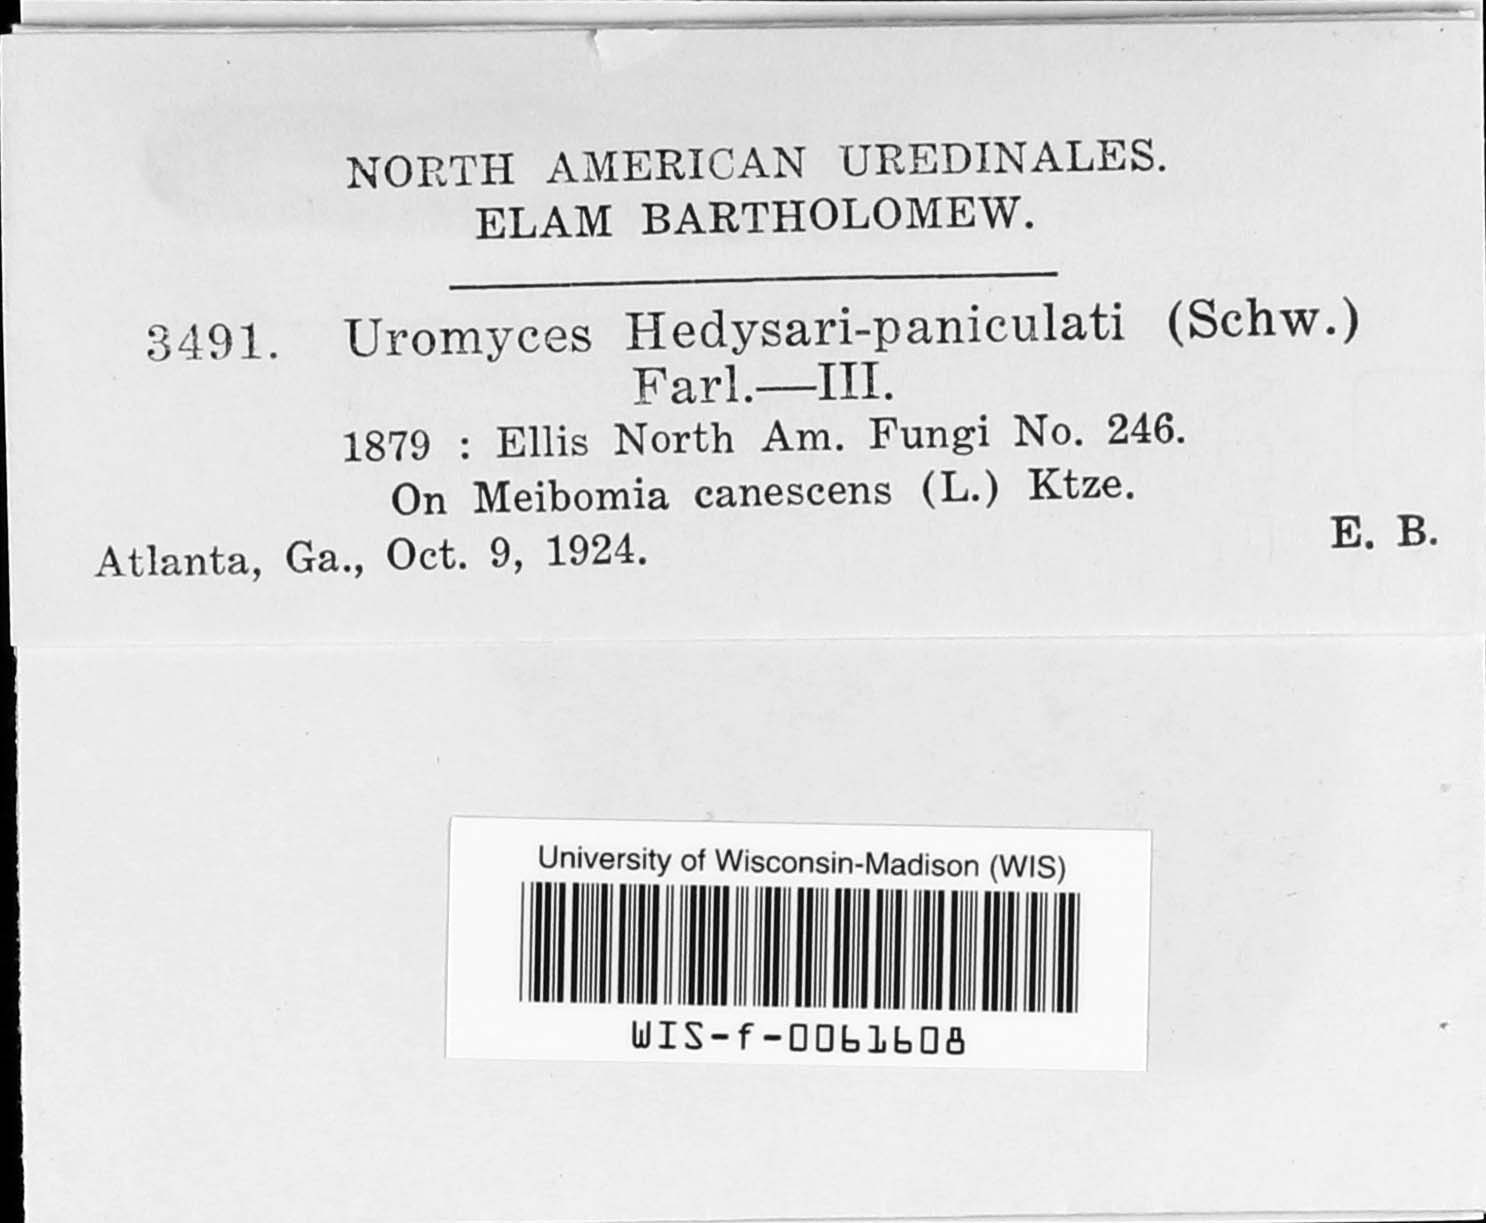 NORTH AMERICAN UREDINALES.
ELAM BARTHOLOMEW.
3491. Uromyces Hedysari-paniculati (Schw.)
Farl.—III.
1879 : Ellis North Am. Fungi No. 246.
On Meibomia canescens (L.) Ktze.
Atlanta, Ga., Oct. 9, 1924. E. B.
University of Wisconsin-Madison (WIS)
WIS-f-0061608